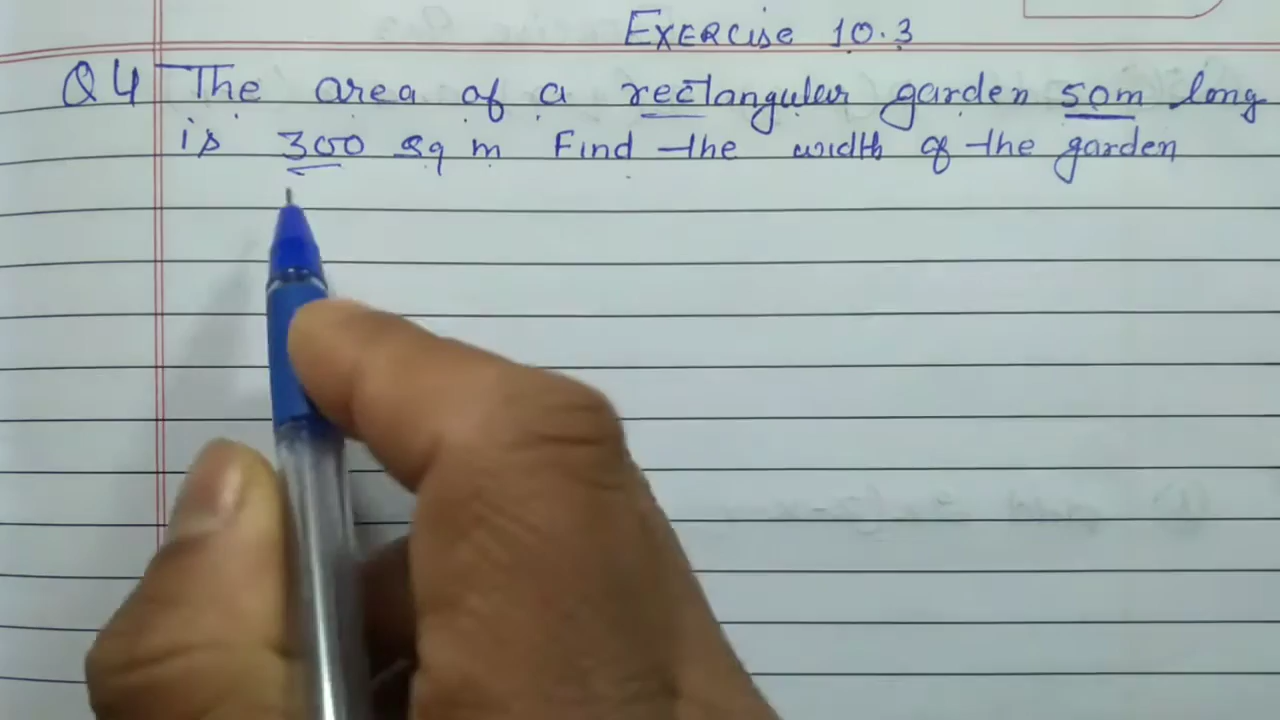 Exercise 10.3
Q4 The area of a rectangular garden 50m long
is 300 sq m Find the width of the garden